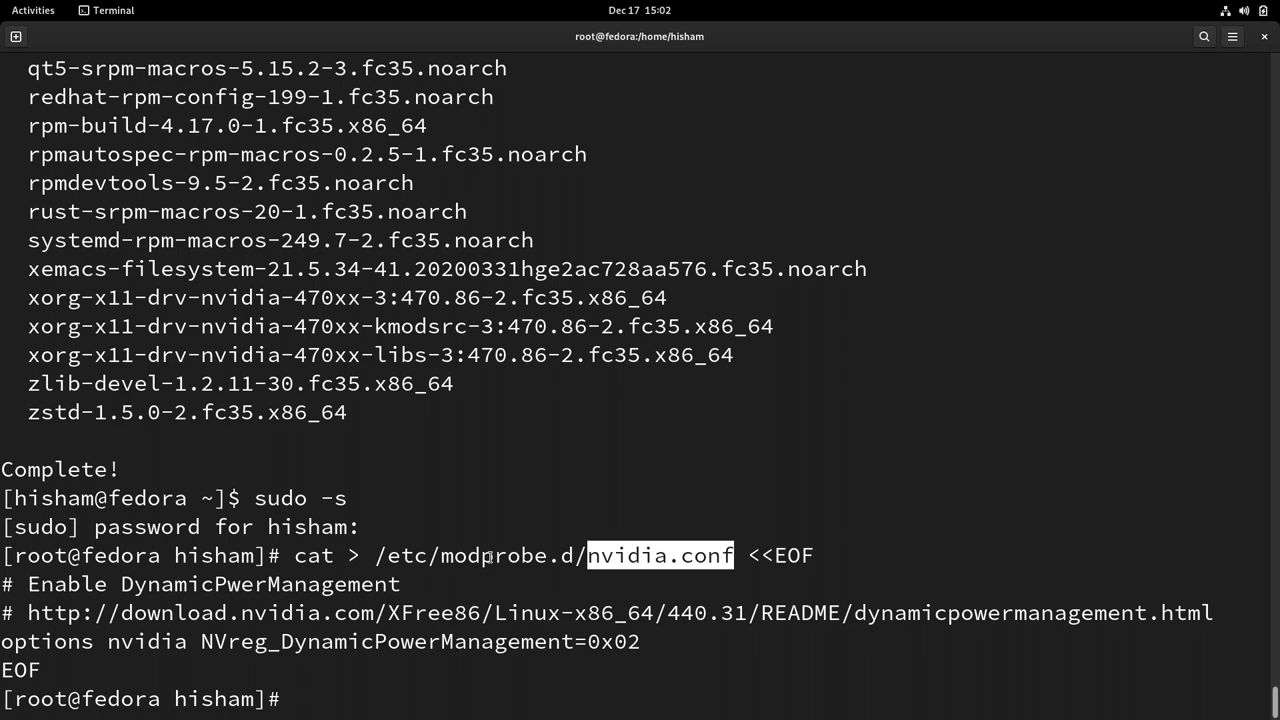 Activities Terminal Dec 17 15:02
root@fedora:/home/hisham
qt5-srpm-macros-5.15.2-3.fc35.noarch
redhat-rpm-config-199-1.fc35.noarch
rpm-build-4.17.0-1.fc35.x86_64
rpmautospec-rpm-macros-0.2.5-1.fc35.noarch
rpmdevtools-9.5-2.fc35.noarch
rust-srpm-macros-20-1.fc35.noarch
systemd-rpm-macros-249.7-2.fc35.noarch
xemacs-filesystem-21.5.34-41.20200331hge2ac728aa576.fc35.noarch
xorg-x11-drv-nvidia-470xx-3:470.86-2.fc35.x86_64
xorg-x11-drv-nvidia-470xx-kmodsrc-3:470.86-2.fc35.x86_64
xorg-x11-drv-nvidia-470xx-libs-3:470.86-2.fc35.x86_64
zlib-devel-1.2.11-30.fc35.x86_64
zstd-1.5.0-2.fc35.x86_64
Complete!
[hisham@fedora ~]$ sudo -s
[sudo] password for hisham:
[root@fedora hisham]# cat > /etc/modprobe.d/nvidia.conf <<EOF
# Enable DynamicPwerManagement
# http://download.nvidia.com/XFree86/Linux-x86_64/440.31/README/dynamicpowermanagement.html
options nvidia NVreg_DynamicPowerManagement=0x02
EOF
[root@fedora hisham]#